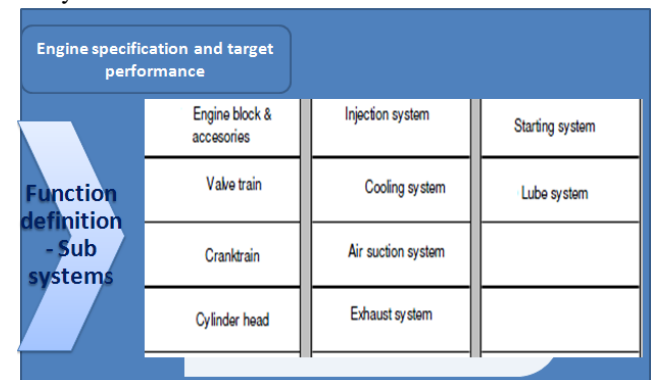 Engine specification and target
performance
Function
definition
- Sub
systems
Engine block &
accesories
Injection system
Starting system
Valve train
Cooling system
Lube system
Cranktrain
Air suction system
Cylinder head
Exhaust system